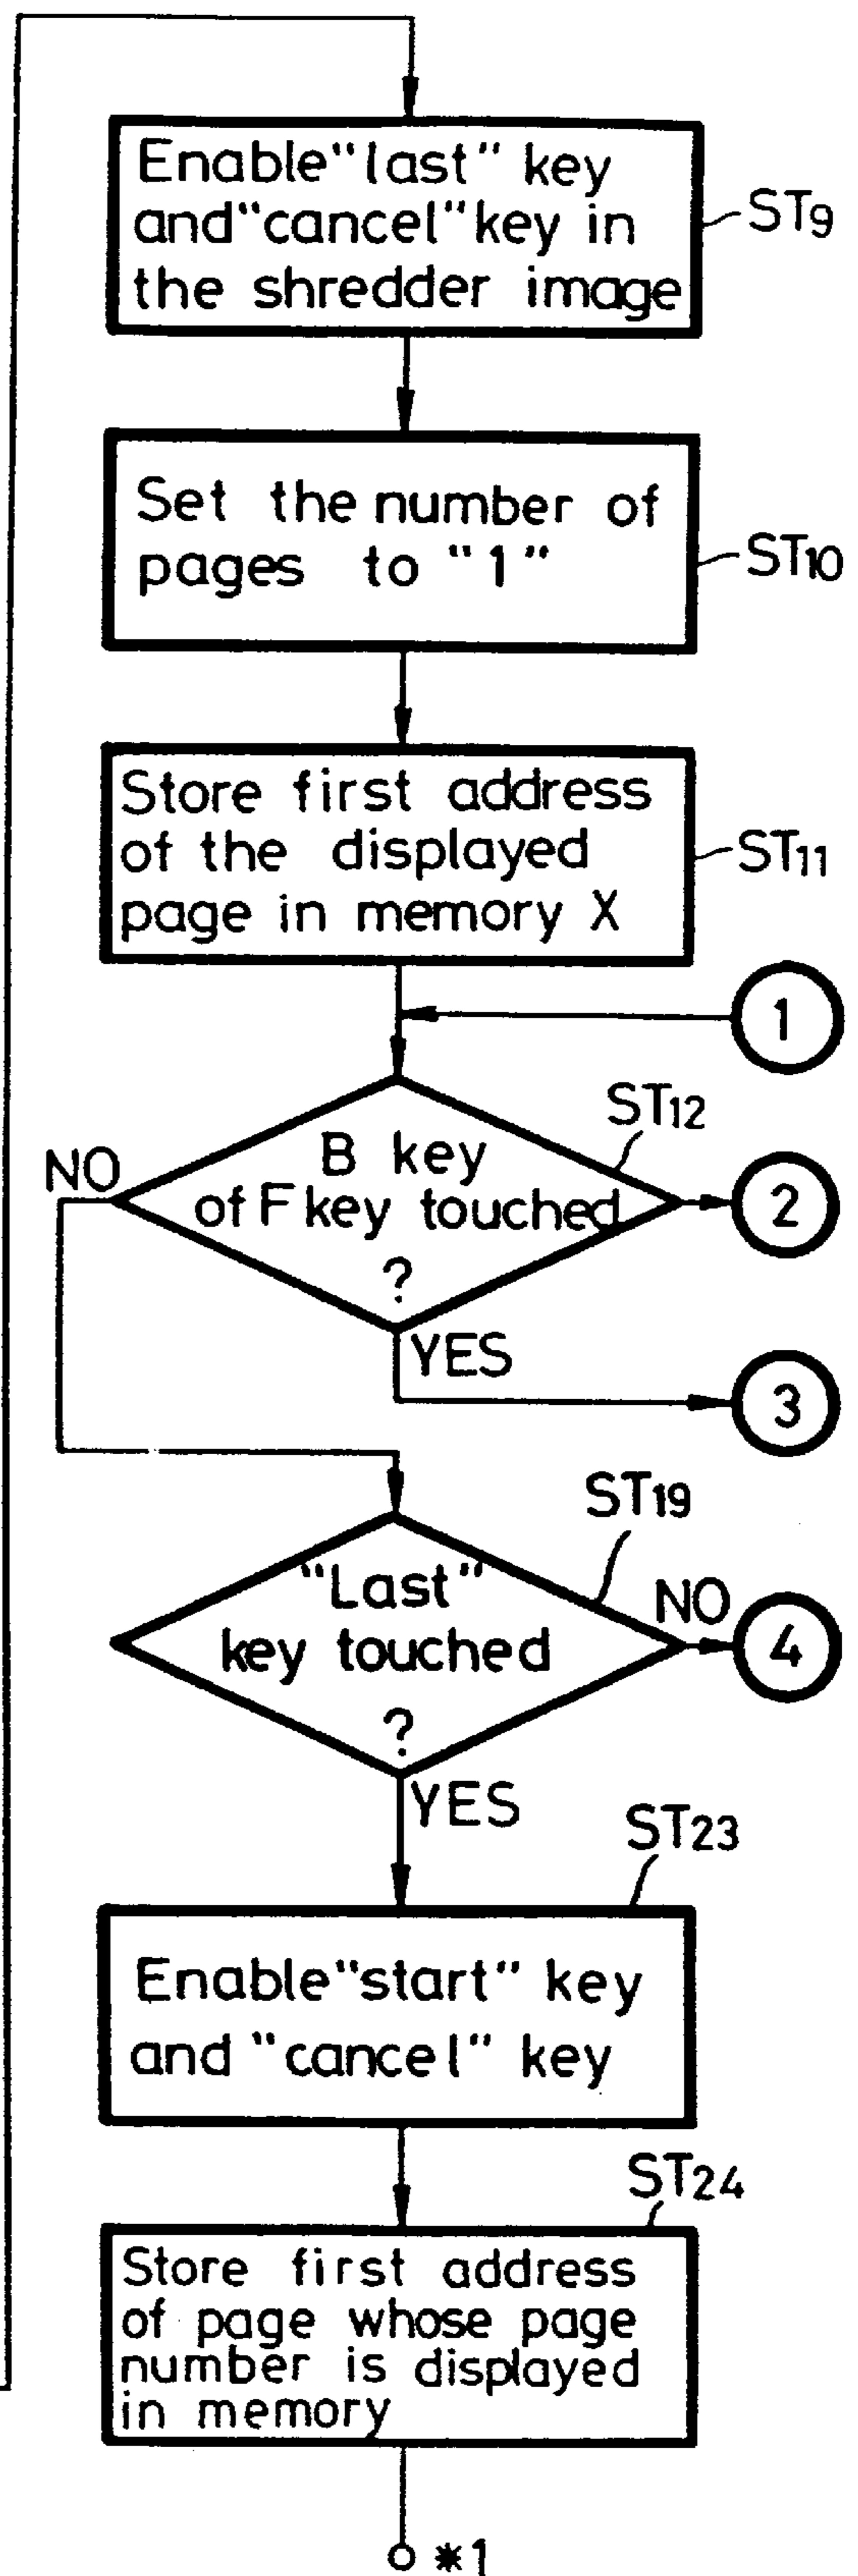 Enable "last" key
and "cancel" key in
the shredder image
ST9
Set the number of
pages to "1"
ST10
Store first address
of the displayed
page in memory X
ST11
1
ST12
B key
of F key touched
?
NO
2
YES
3
ST19
"Last"
key touched
?
NO
4
YES
ST23
Enable "start" key
and "cancel" key
ST24
Store first address
of page whose page
number is displayed
in memory
*1